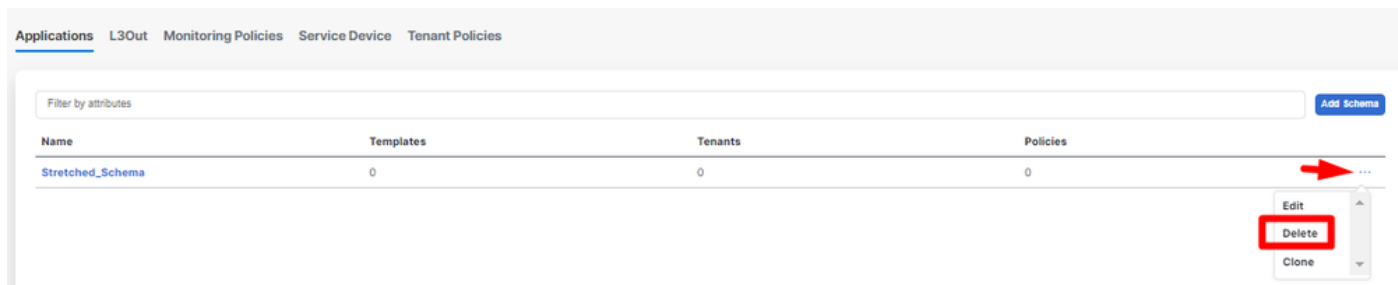 Applications L3Out Monitoring Policies Service Device Tenant Policies
Filter by attributes Add Schema
Name Templates Tenants Policies
Stretched_Schema 0 0 0 ...
Edit
Delete
Clone